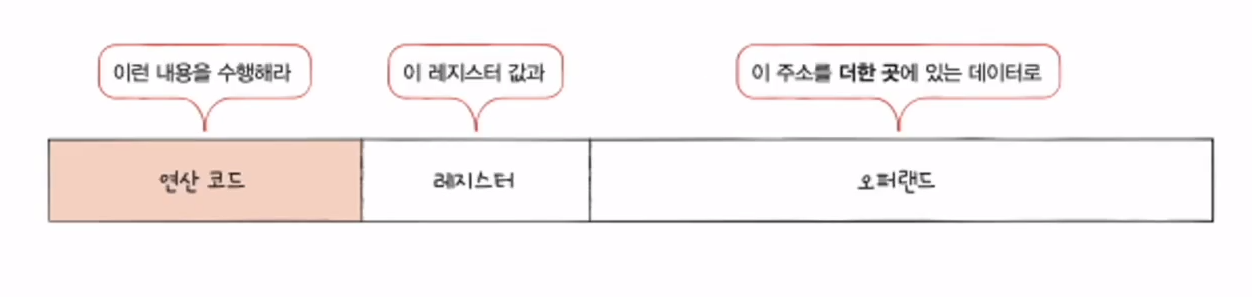 이런 내용을 수행해라
이 레지스터 값과
이 주소를 더한 곳에 있는 데이터로
연산 코드
레지스터
오퍼랜드